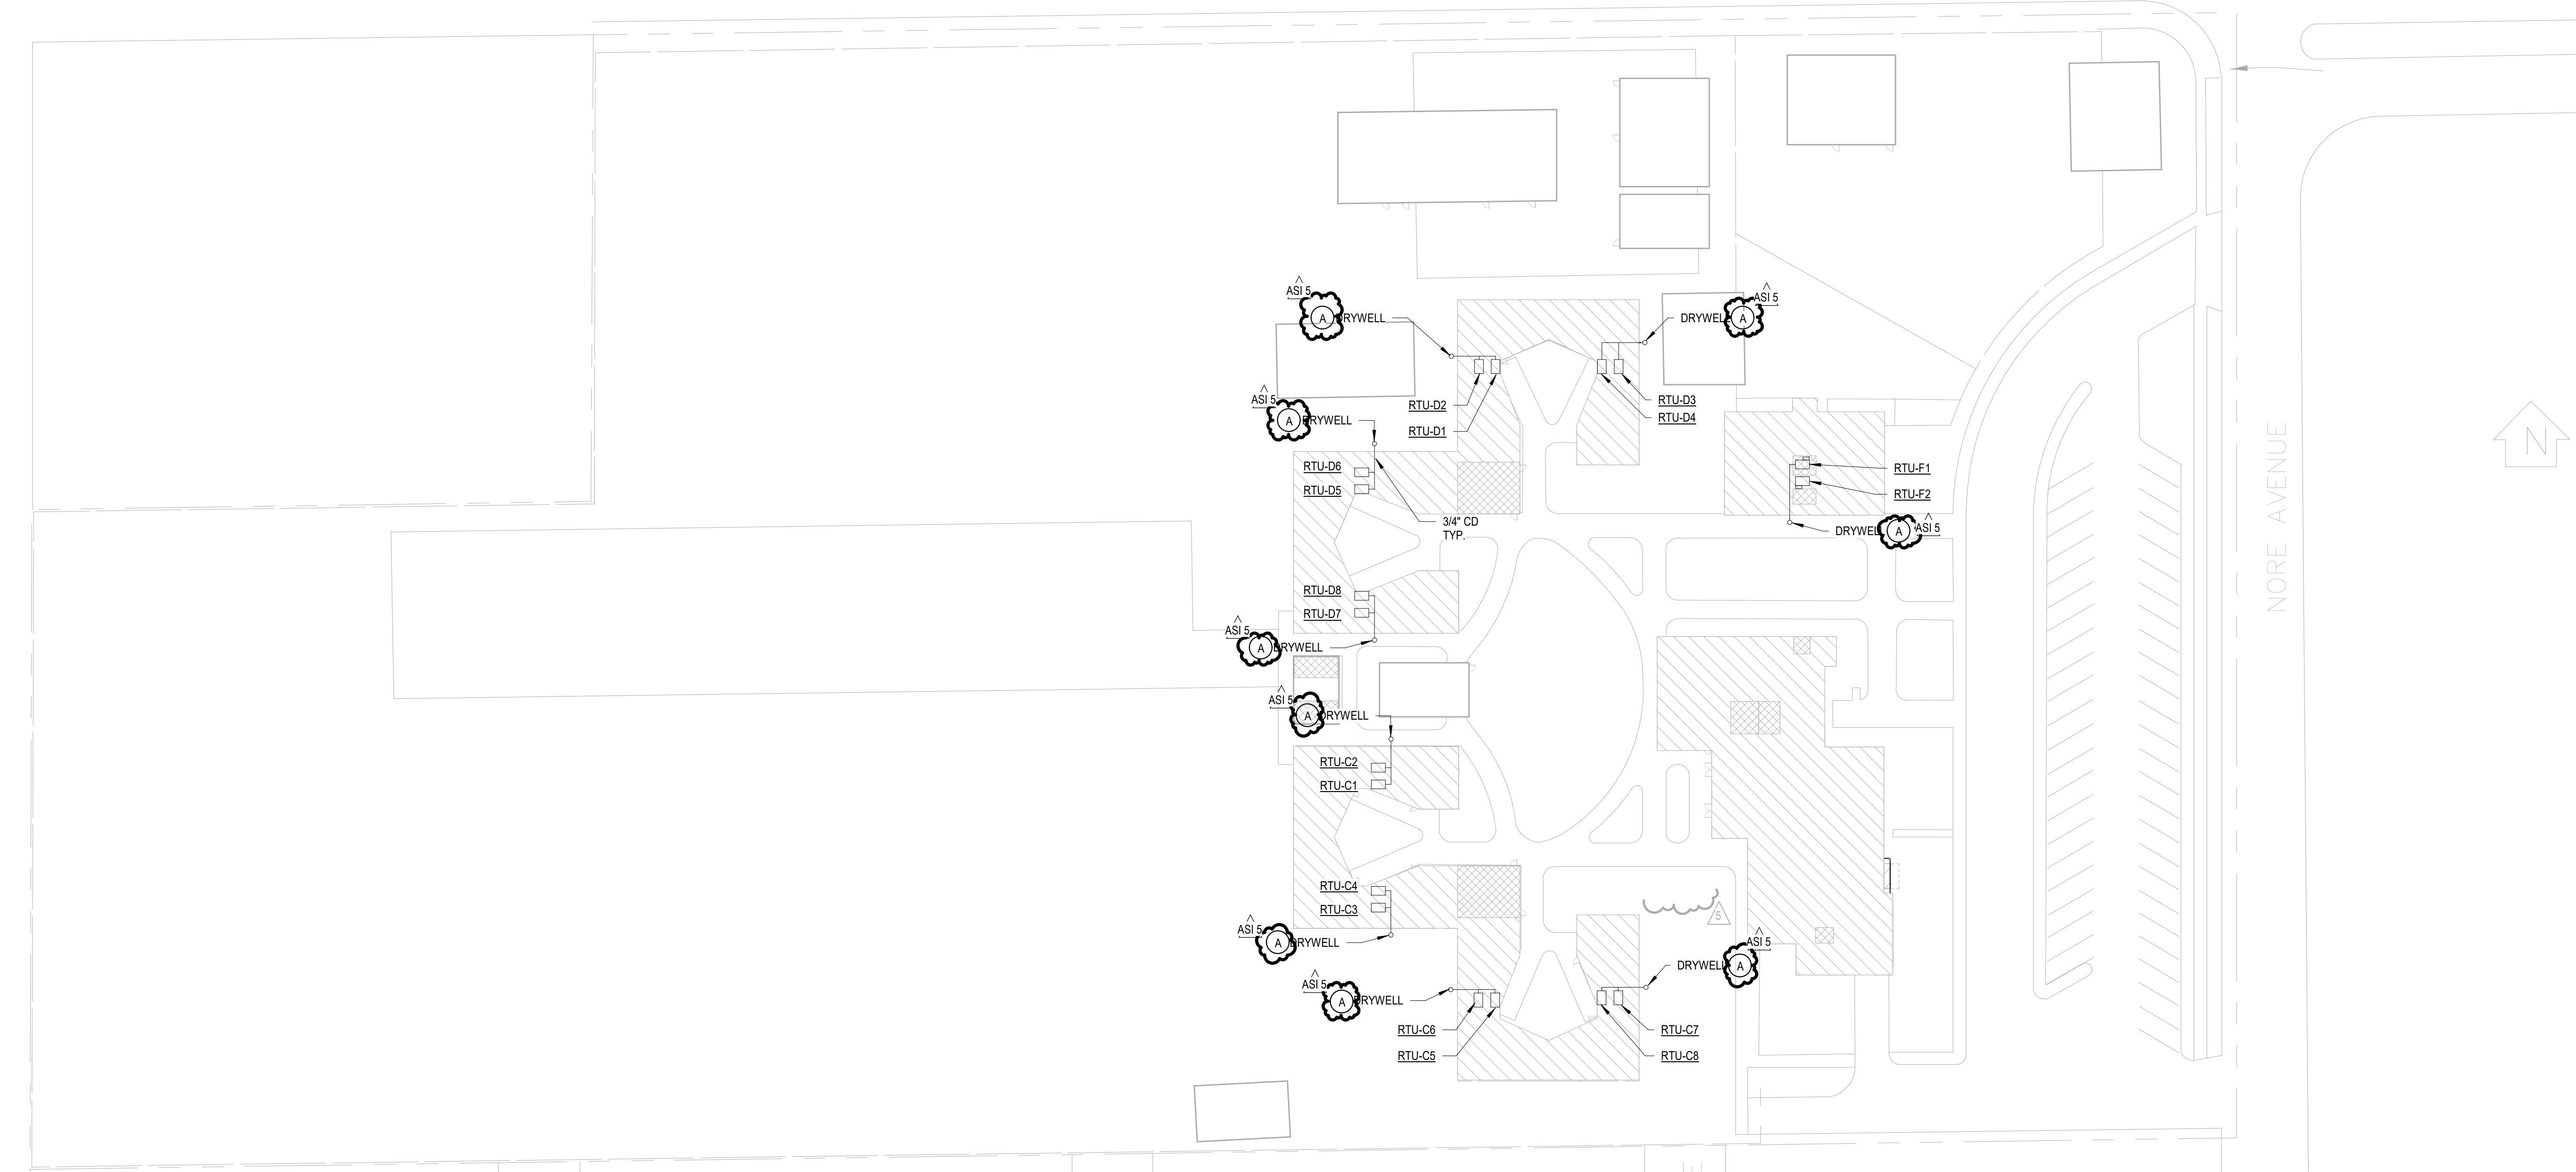 ASI 5
A
DRYWELL
DRYWELL
A
ASI 5
RTU-D2
RTU-D1
RTU-D3
RTU-D4
ASI 5
A
DRYWELL
RTU-D6
RTU-D5
3/4" CD
TYP.
RTU-F1
RTU-F2
DRYWELL
A
ASI 5
N
NORE AVENUE
RTU-D8
RTU-D7
ASI 5
A
DRYWELL
ASI 5
A
DRYWELL
RTU-C2
RTU-C1
RTU-C4
RTU-C3
5
ASI 5
A
DRYWELL
ASI 5
A
DRYWELL
DRYWELL
A
ASI 5
RTU-C6
RTU-C5
RTU-C7
RTU-C8